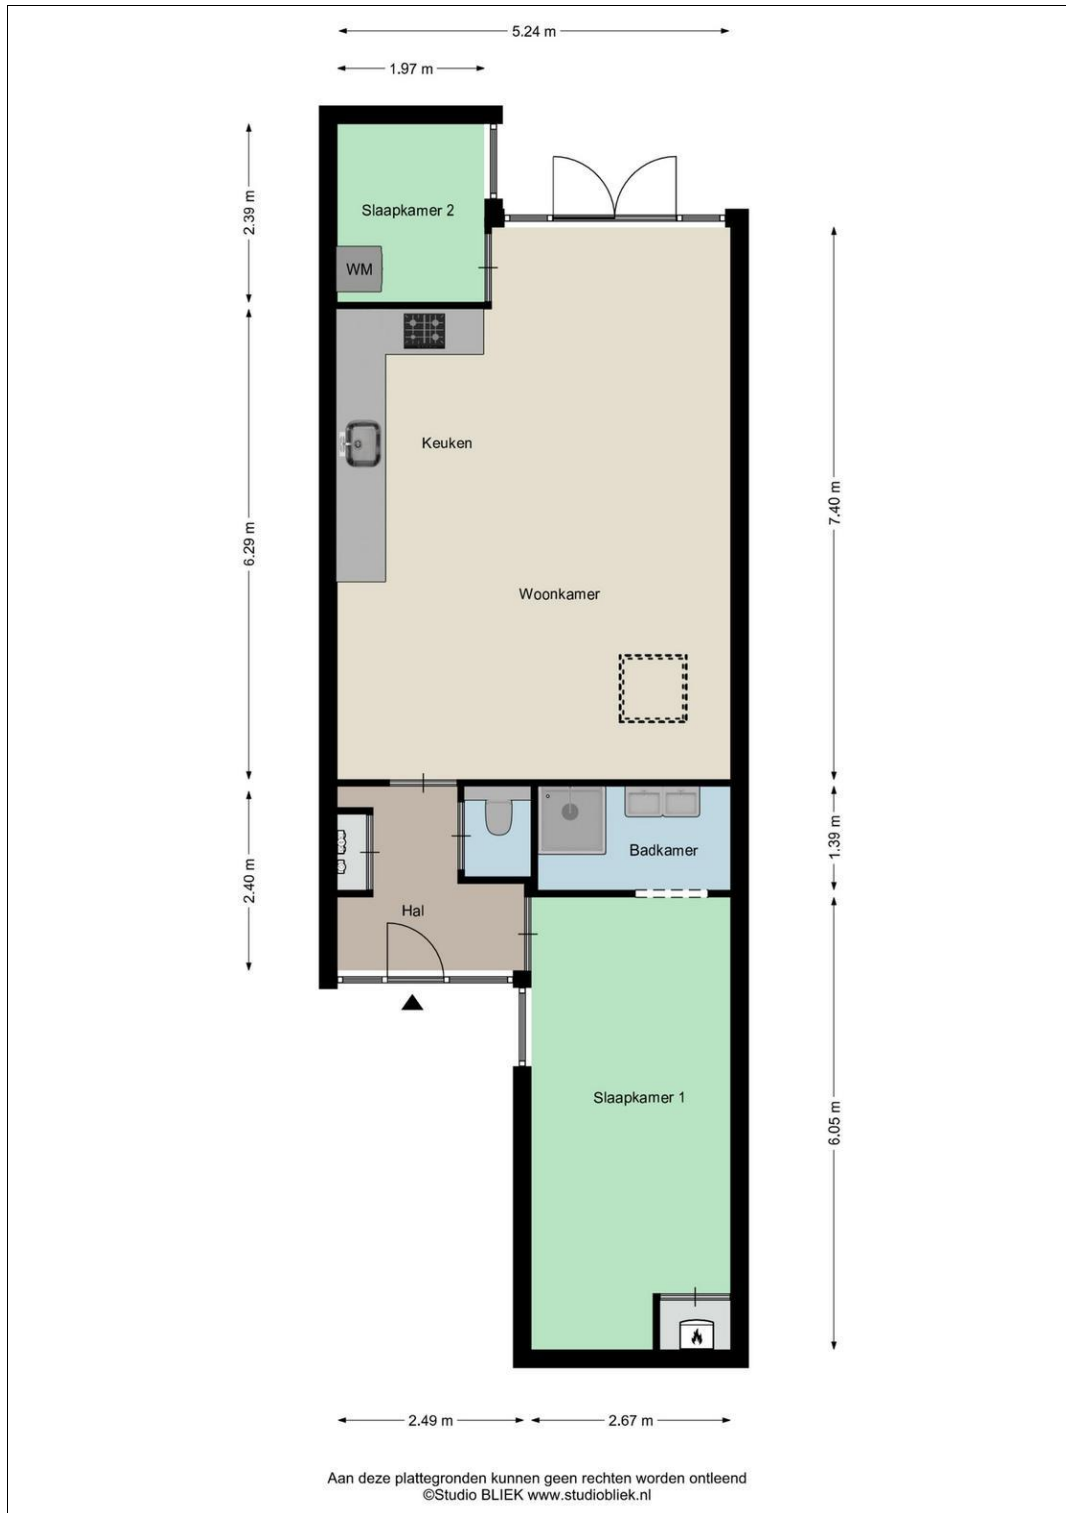 5.24 m
1.97 m
2.39 m
Slaapkamer 2
WM
Keuken
6.29 m
7.40 m
Woonkamer
1.39 m
Badkamer
2.40 m
Hal
Slaapkamer 1
6.05 m
2.49 m
2.67 m
Aan deze plattegronden kunnen geen rechten worden ontleend
©Studio BLIEK www.studiobliek.nl